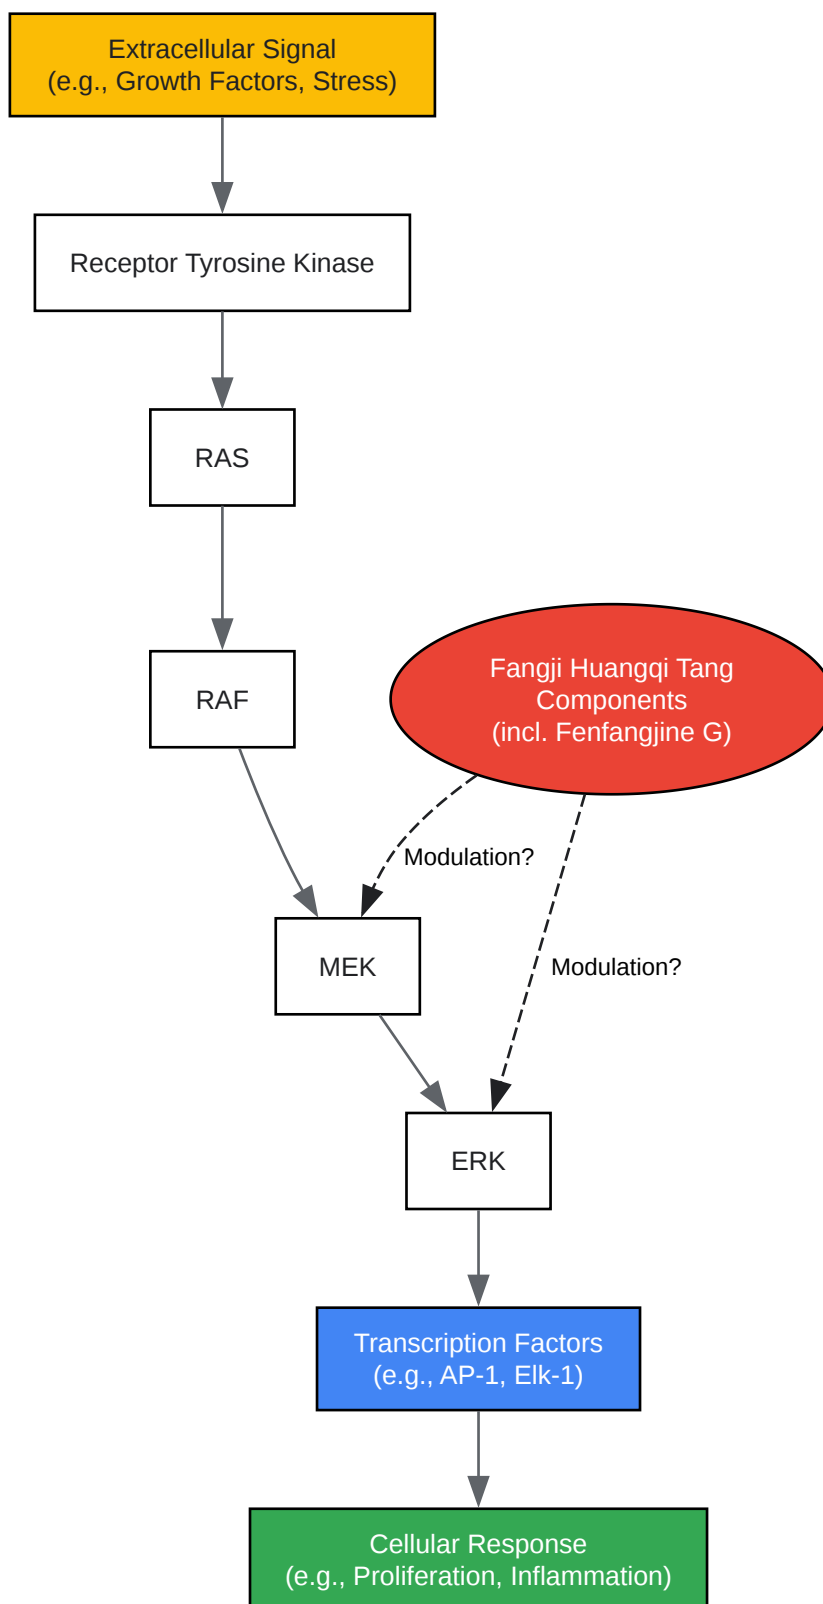 Extracellular Signal
(e.g., Growth Factors, Stress)
Receptor Tyrosine Kinase
RAS
RAF
Fangji Huangqi Tang
Components
(incl. Fenfangjine G)
Modulation?
MEK
Modulation?
ERK
Transcription Factors
(e.g., AP-1, Elk-1)
Cellular Response
(e.g., Proliferation, Inflammation)